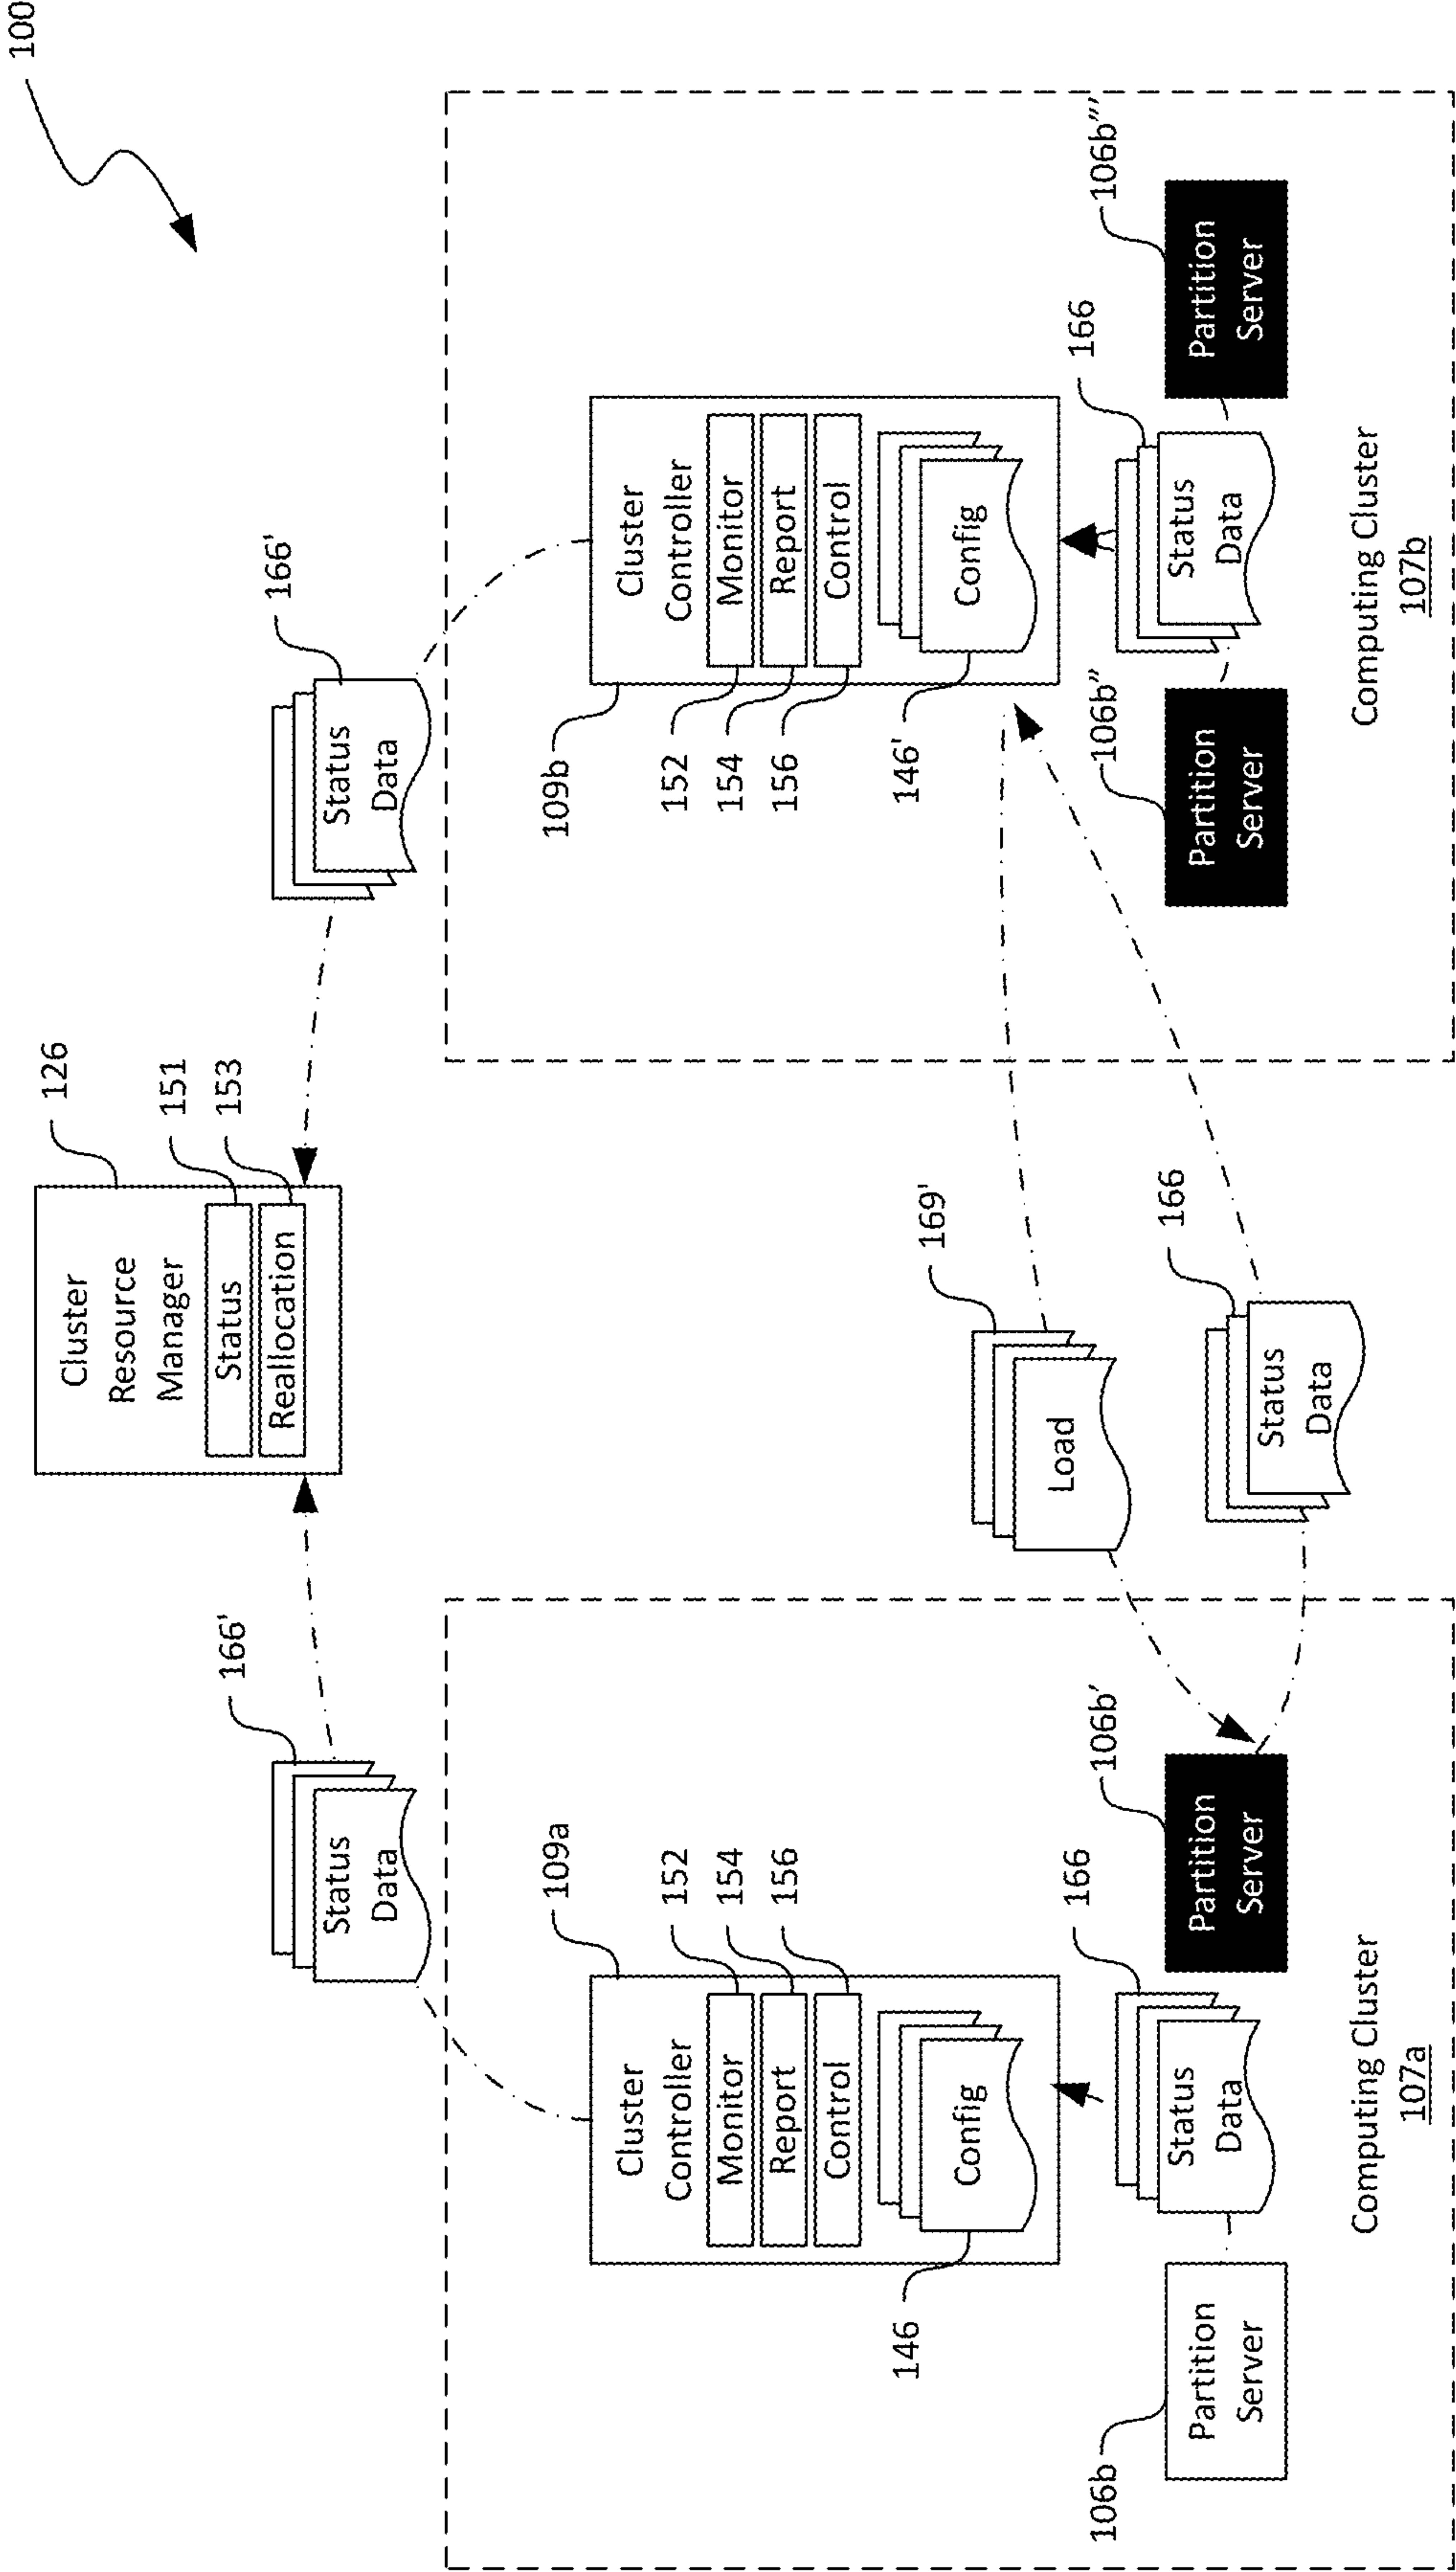 100
Cluster
Resource
Manager
Status
Reallocation
126
151
153
166'
Status
Data
166'
Status
Data
109a
Cluster
Controller
Monitor
Report
Control
Config
152
154
156
146
106b
Partition
Server
Status
Data
166
106b'
Partition
Server
Computing Cluster
107a
169'
Load
166
Status
Data
109b
Cluster
Controller
Monitor
Report
Control
Config
152
154
156
146'
106b''
Partition
Server
Status
Data
166
106b'''
Partition
Server
Computing Cluster
107b